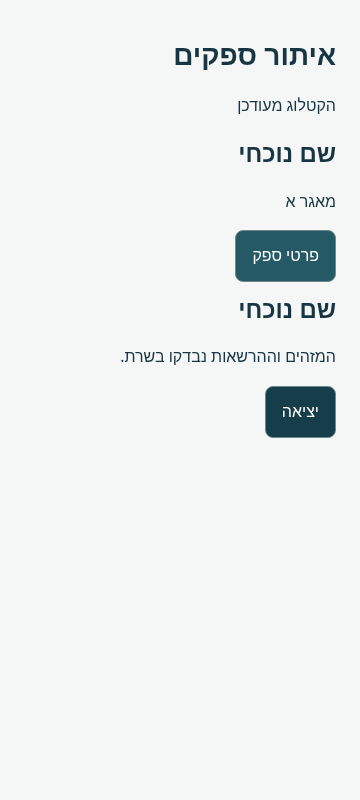 איתור ספקים
הקטלוג מעודכן
שם נוכחי
מאגר א
פרטי ספק
שם נוכחי
המזהים וההרשאות נבדקו בשרת.
יציאה